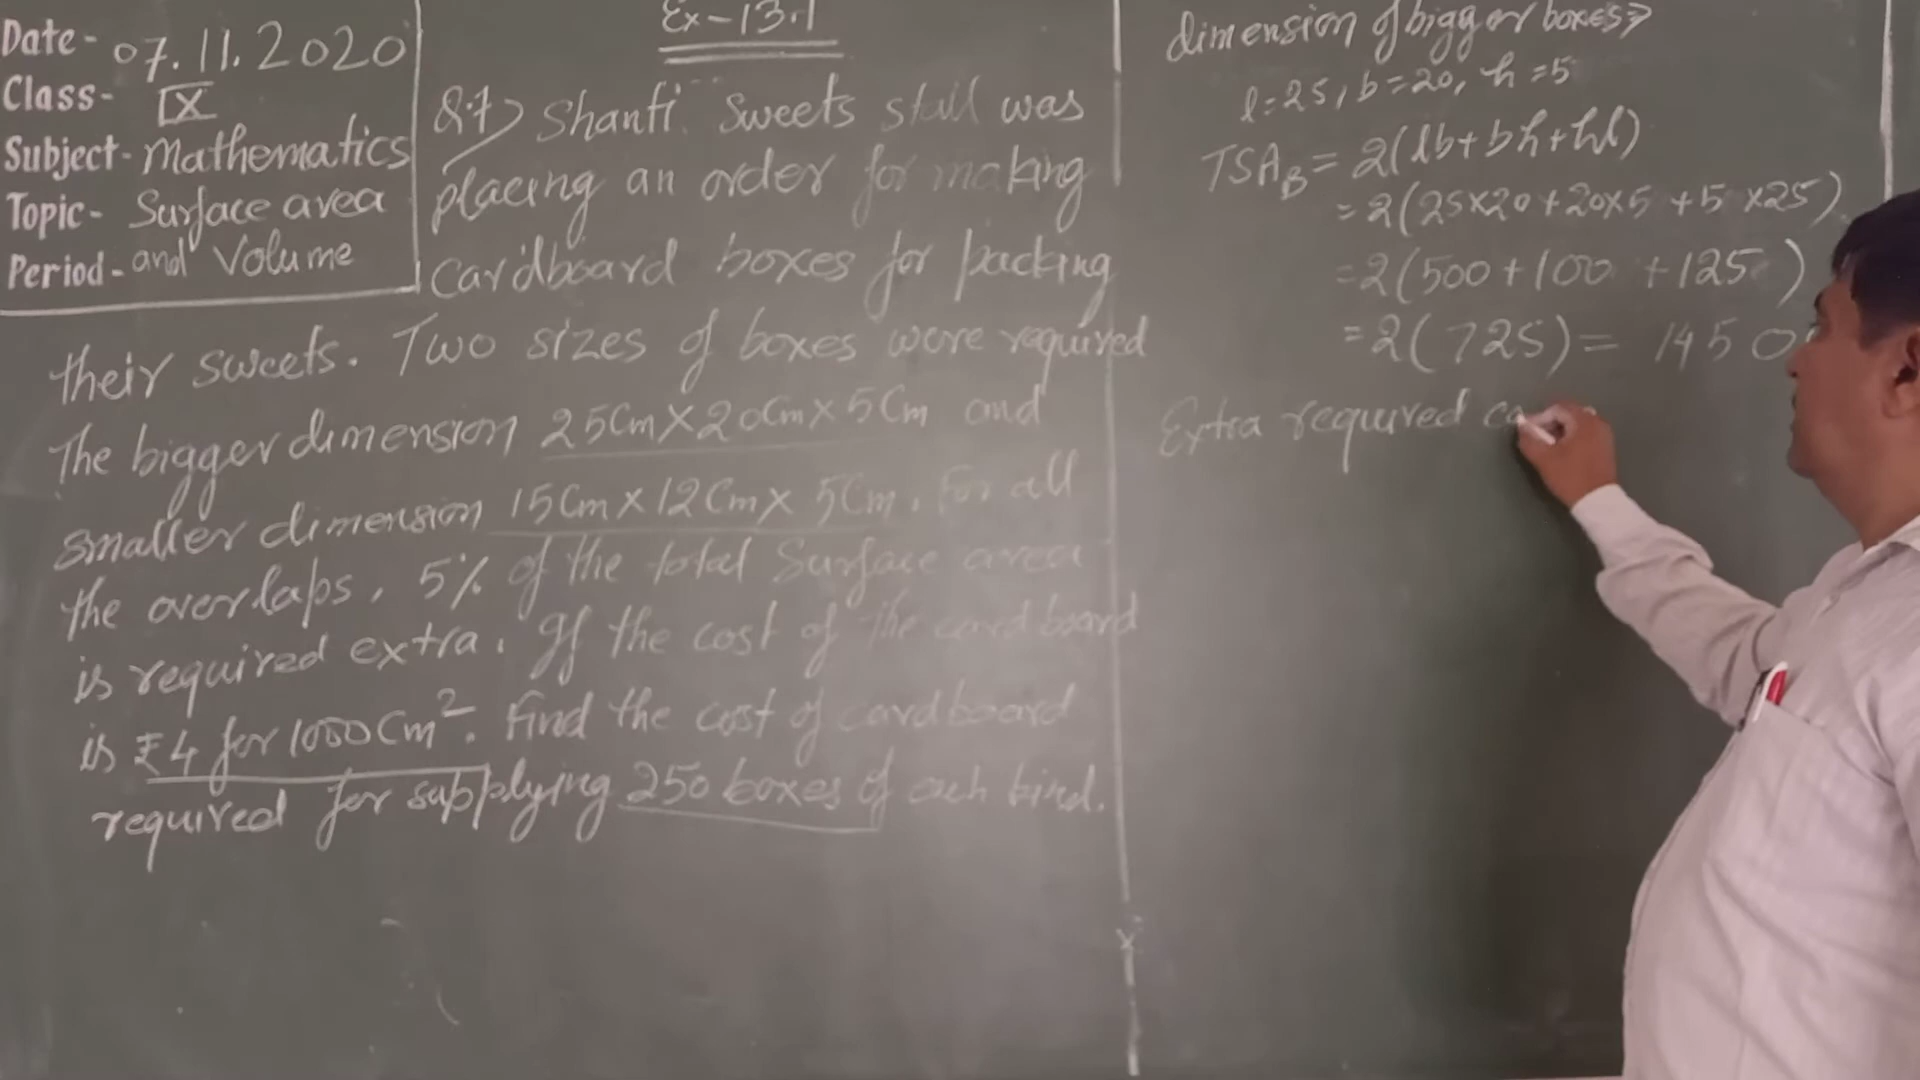 Date - 07.11.2020
Class - IX
Subject - Mathematics
Topic - Surface area
Period - and Volume
Ex-13.1
Q.7> Shanti Sweets stall was
placing an order for making
cardboard boxes for packing
their sweets. Two sizes of boxes were required
The bigger dimension 25Cm×20Cm×5Cm and
smaller dimension 15Cm×12Cm×5Cm. For all
the overlaps, 5% of the total Surface area
is required extra. If the cost of the cardboard
is ₹4 for 1000Cm². Find the cost of cardboard
required for supplying 250 boxes of each kind.
dimension of bigger boxes⇒
l=25, b=20, h=5
TSA_B = 2(lb+bh+hl)
=2(25×20+20×5+5×25)
=2(500+100+125)
=2(725)= 1450
Extra required